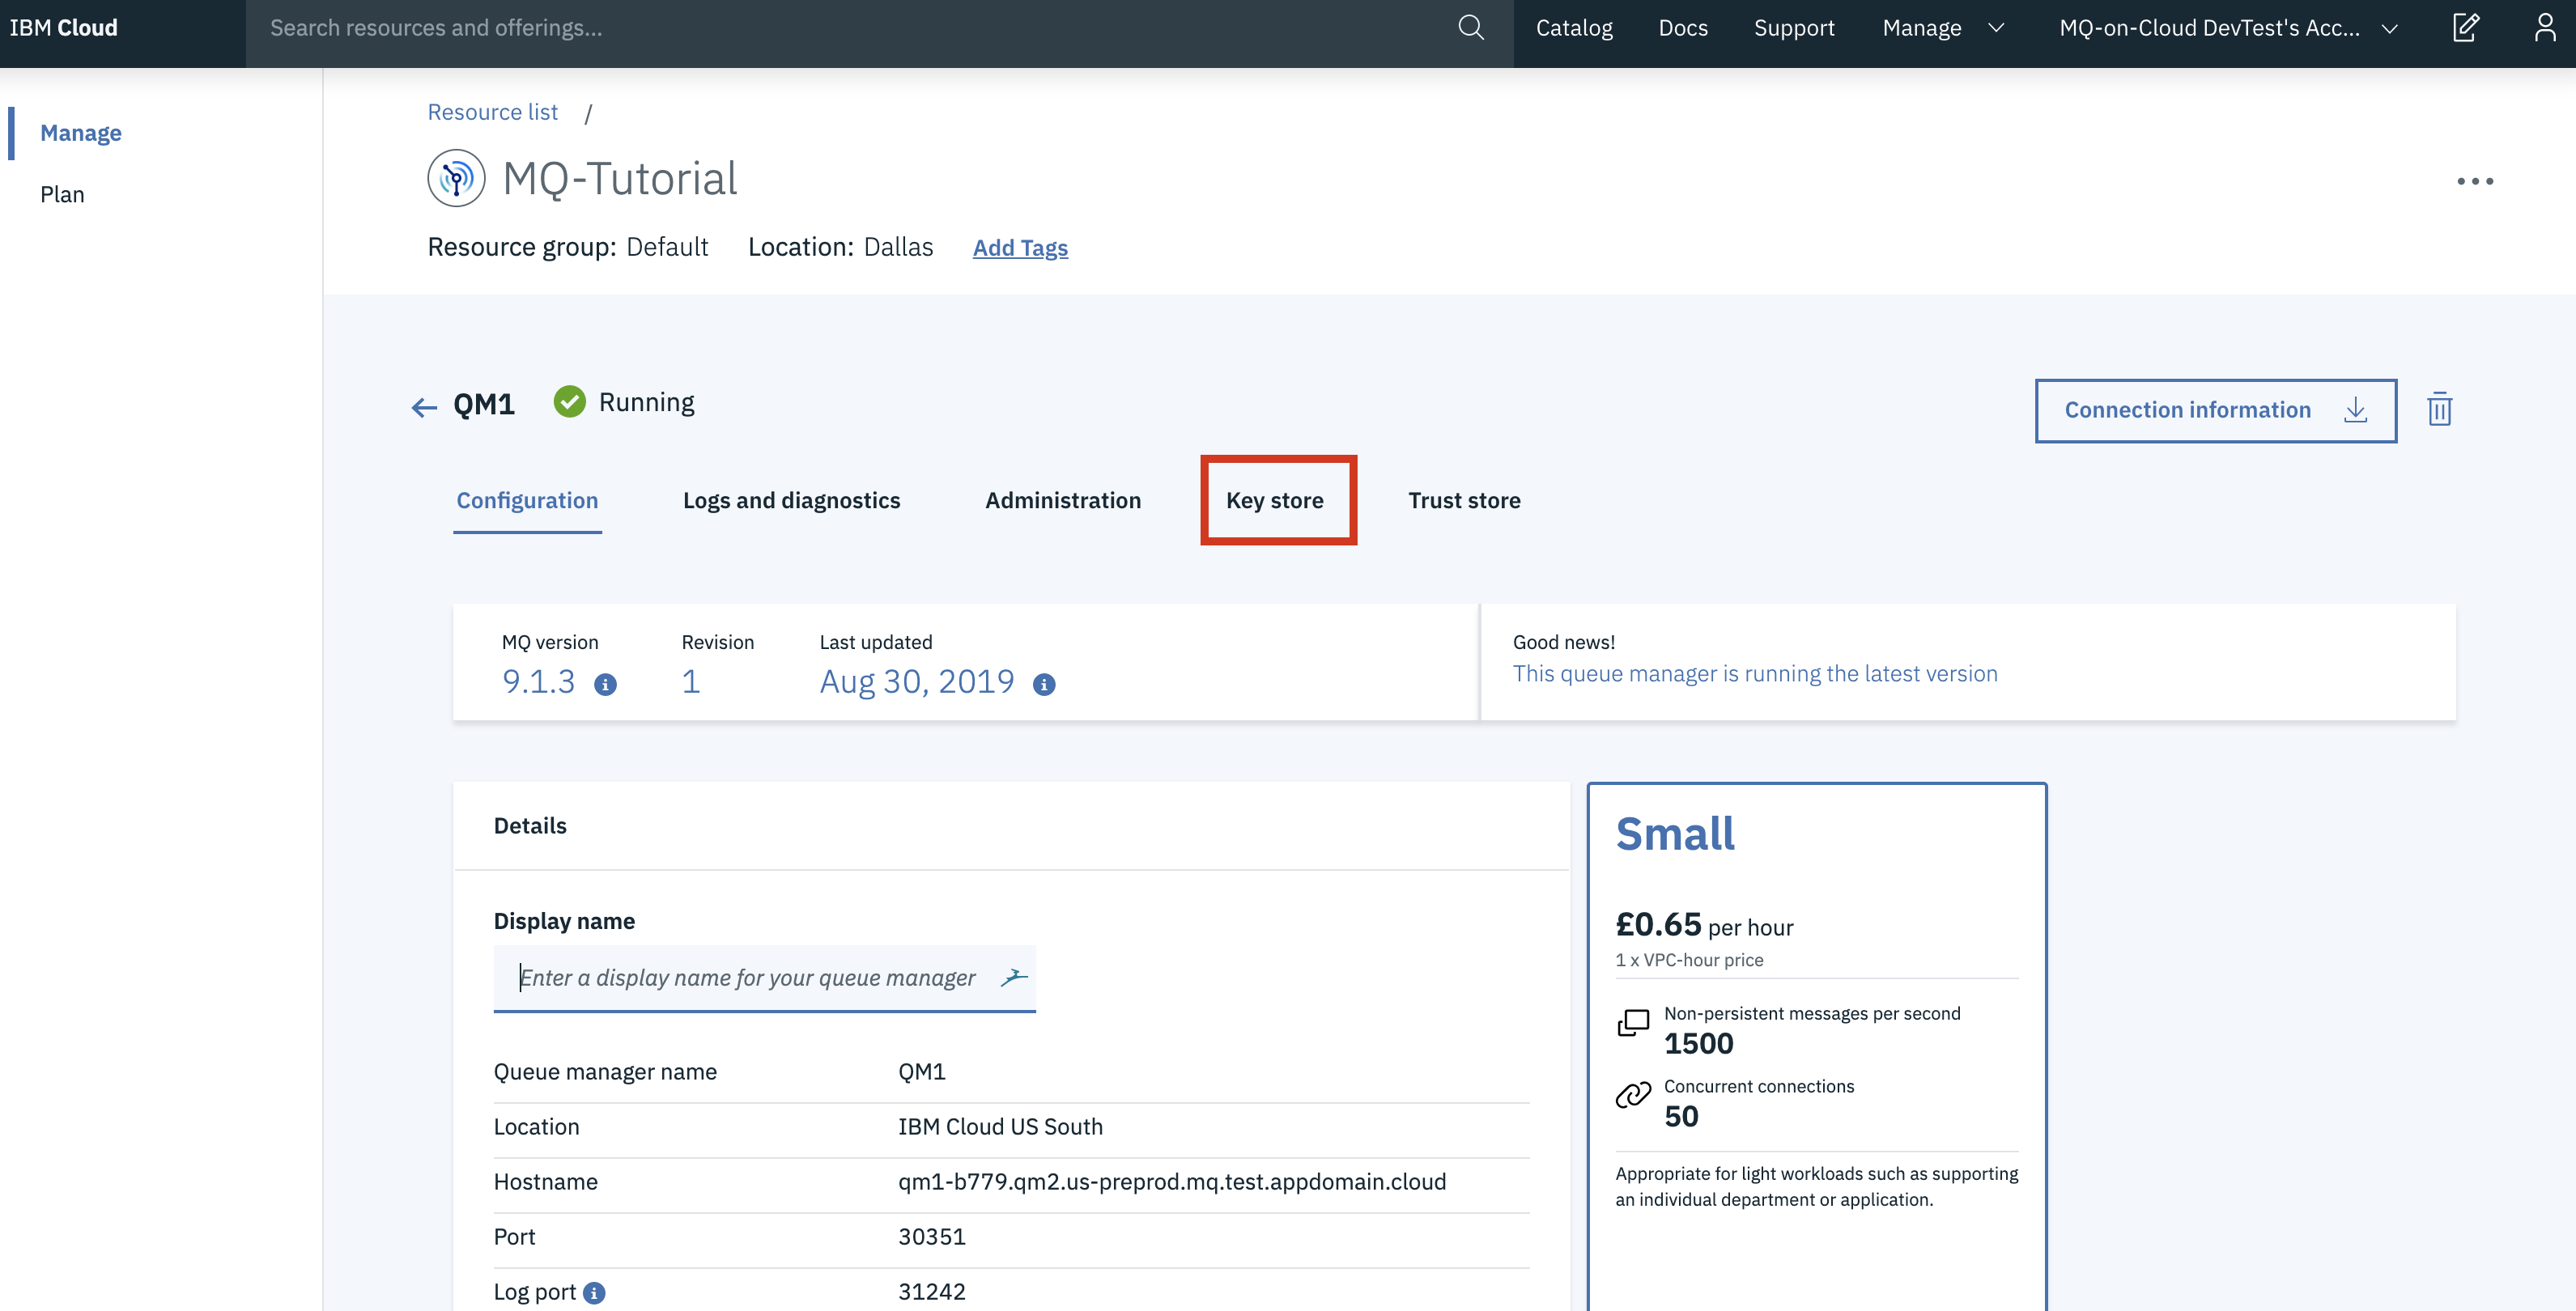 IBM Cloud
Search resources and offerings...
Catalog
Docs
Support
Manage
MQ-on-Cloud DevTest's Acc...
Manage
Plan
Resource list /
MQ-Tutorial
Resource group: Default
Location: Dallas
Add Tags
QM1
Running
Connection information
Configuration
Logs and diagnostics
Administration
Key store
Trust store
MQ version
9.1.3
Revision
1
Last updated
Aug 30, 2019
Good news!
This queue manager is running the latest version
Details
Display name
Enter a display name for your queue manager
Queue manager name
QM1
Location
IBM Cloud US South
Hostname
qm1-b779.qm2.us-preprod.mq.test.appdomain.cloud
Port
30351
Log port
31242
Small
£0.65 per hour
1 x VPC-hour price
Non-persistent messages per second
1500
Concurrent connections
50
Appropriate for light workloads such as supporting
an individual department or application.